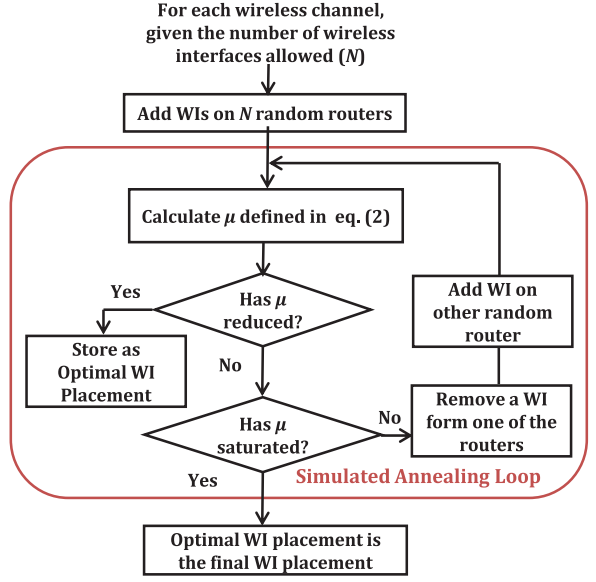 For each wireless channel,
given the number of wireless
interfaces allowed (N)
Add WIs on N random routers
Calculate μ defined in eq. (2)
Has μ
reduced?
Yes
Store as
Optimal WI
Placement
No
Has μ
saturated?
No
Remove a WI
form one of the
routers
Add WI on
other random
router
Yes
Simulated Annealing Loop
Optimal WI placement is
the final WI placement